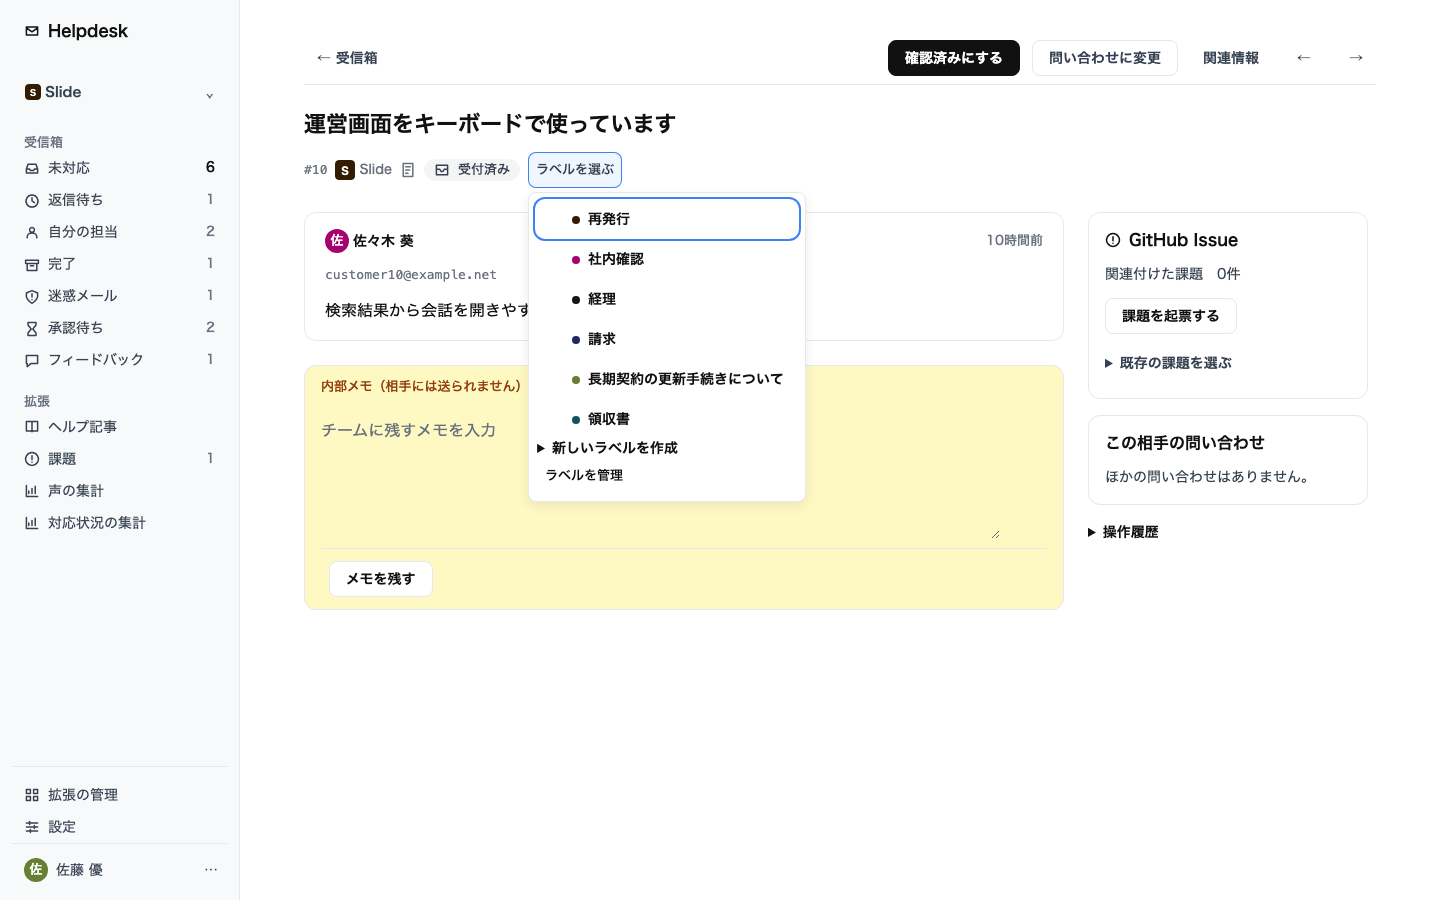 Helpdesk
S Slide
受信箱
未対応 6
返信待ち 1
自分の担当 2
完了 1
迷惑メール 1
承認待ち 2
フィードバック 1
拡張
ヘルプ記事
課題 1
声の集計
対応状況の集計
拡張の管理
設定
佐 佐藤 優 ...
← 受信箱
確認済みにする
問い合わせに変更
関連情報
←
→
運営画面をキーボードで使っています
#10 S Slide 受付済み ラベルを選ぶ
再発行
社内確認
経理
請求
長期契約の更新手続きについて
領収書
▶ 新しいラベルを作成
ラベルを管理
佐 佐々木 葵 10時間前
customer10@example.net
検索結果から会話を開きやす
内部メモ（相手には送られません）
チームに残すメモを入力
メモを残す
GitHub Issue
関連付けた課題 0件
課題を起票する
▶ 既存の課題を選ぶ
この相手の問い合わせ
ほかの問い合わせはありません。
▶ 操作履歴